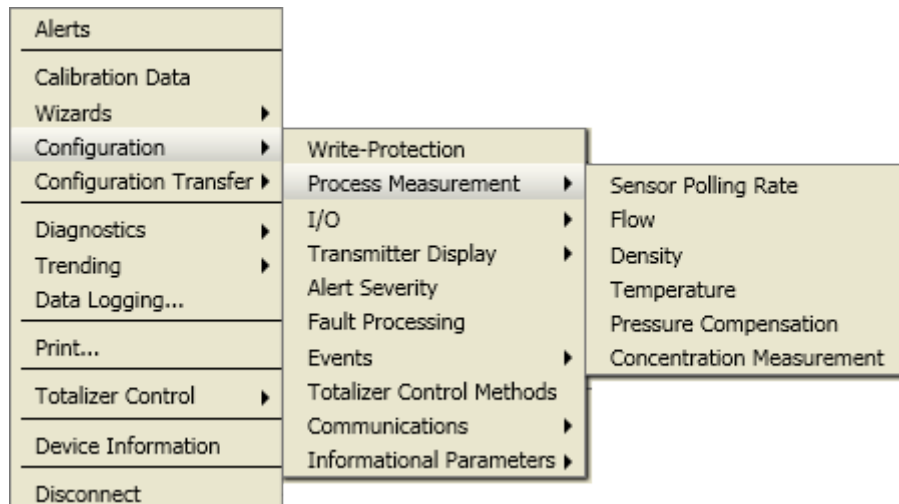 Alerts
Calibration Data
Wizards
Configuration
Configuration Transfer
Diagnostics
Trending
Data Logging...
Print...
Totalizer Control
Device Information
Disconnect
Write-Protection
Process Measurement
I/O
Transmitter Display
Alert Severity
Fault Processing
Events
Totalizer Control Methods
Communications
Informational Parameters
Sensor Polling Rate
Flow
Density
Temperature
Pressure Compensation
Concentration Measurement